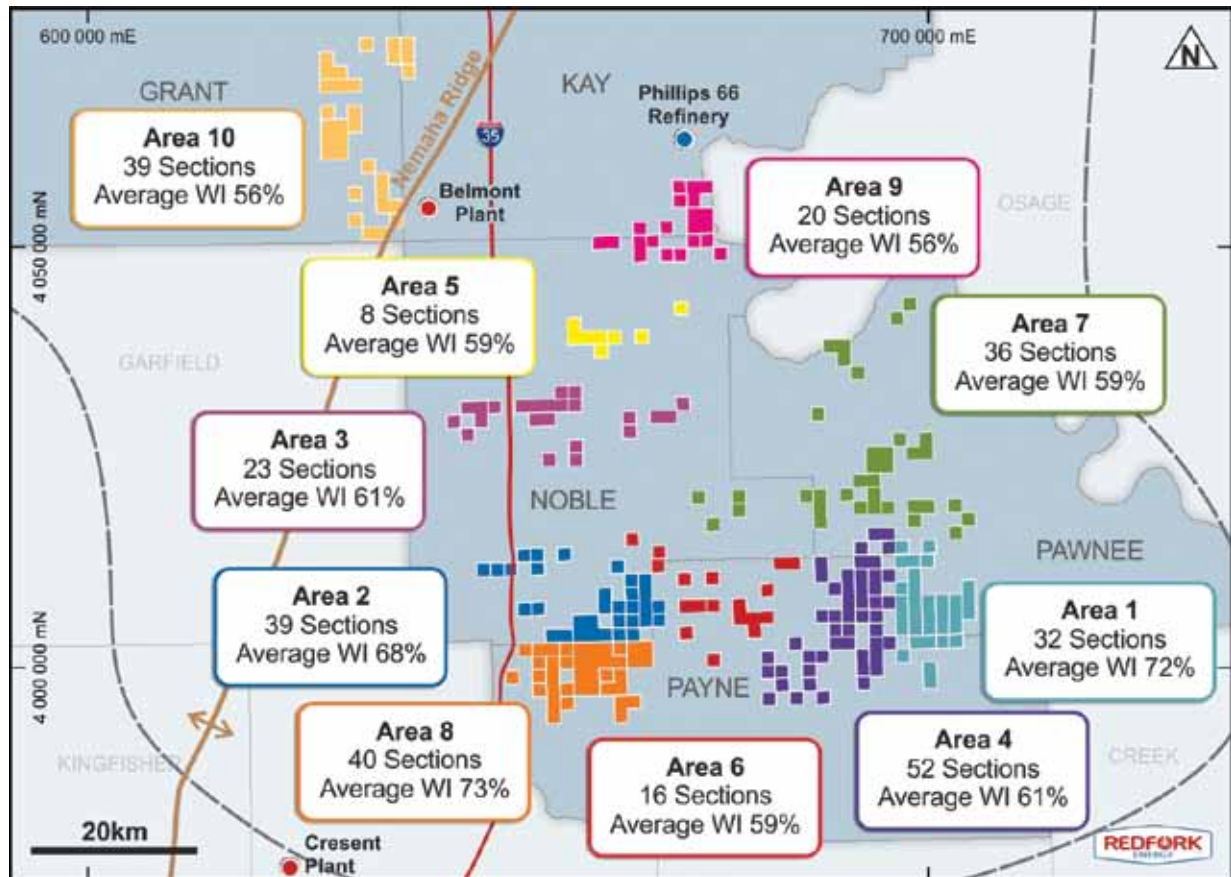 600 000 mE
700 000 mE
N
GRANT
KAY
Phillips 66
Refinery
Nemaha Ridge
35
Area 10
39 Sections
Average WI 56%
Belmont
Plant
Area 9
20 Sections
Average WI 56%
OSAGE
4 050 000 mN
Area 5
8 Sections
Average WI 59%
Area 7
36 Sections
Average WI 59%
GARFIELD
Area 3
23 Sections
Average WI 61%
NOBLE
PAWNEE
Area 2
39 Sections
Average WI 68%
Area 1
32 Sections
Average WI 72%
4 000 000 mN
PAYNE
Area 8
40 Sections
Average WI 73%
Area 6
16 Sections
Average WI 59%
Area 4
52 Sections
Average WI 61%
CREEK
KINGFISHER
20km
Cresent
Plant
REDFORK
ENERGY